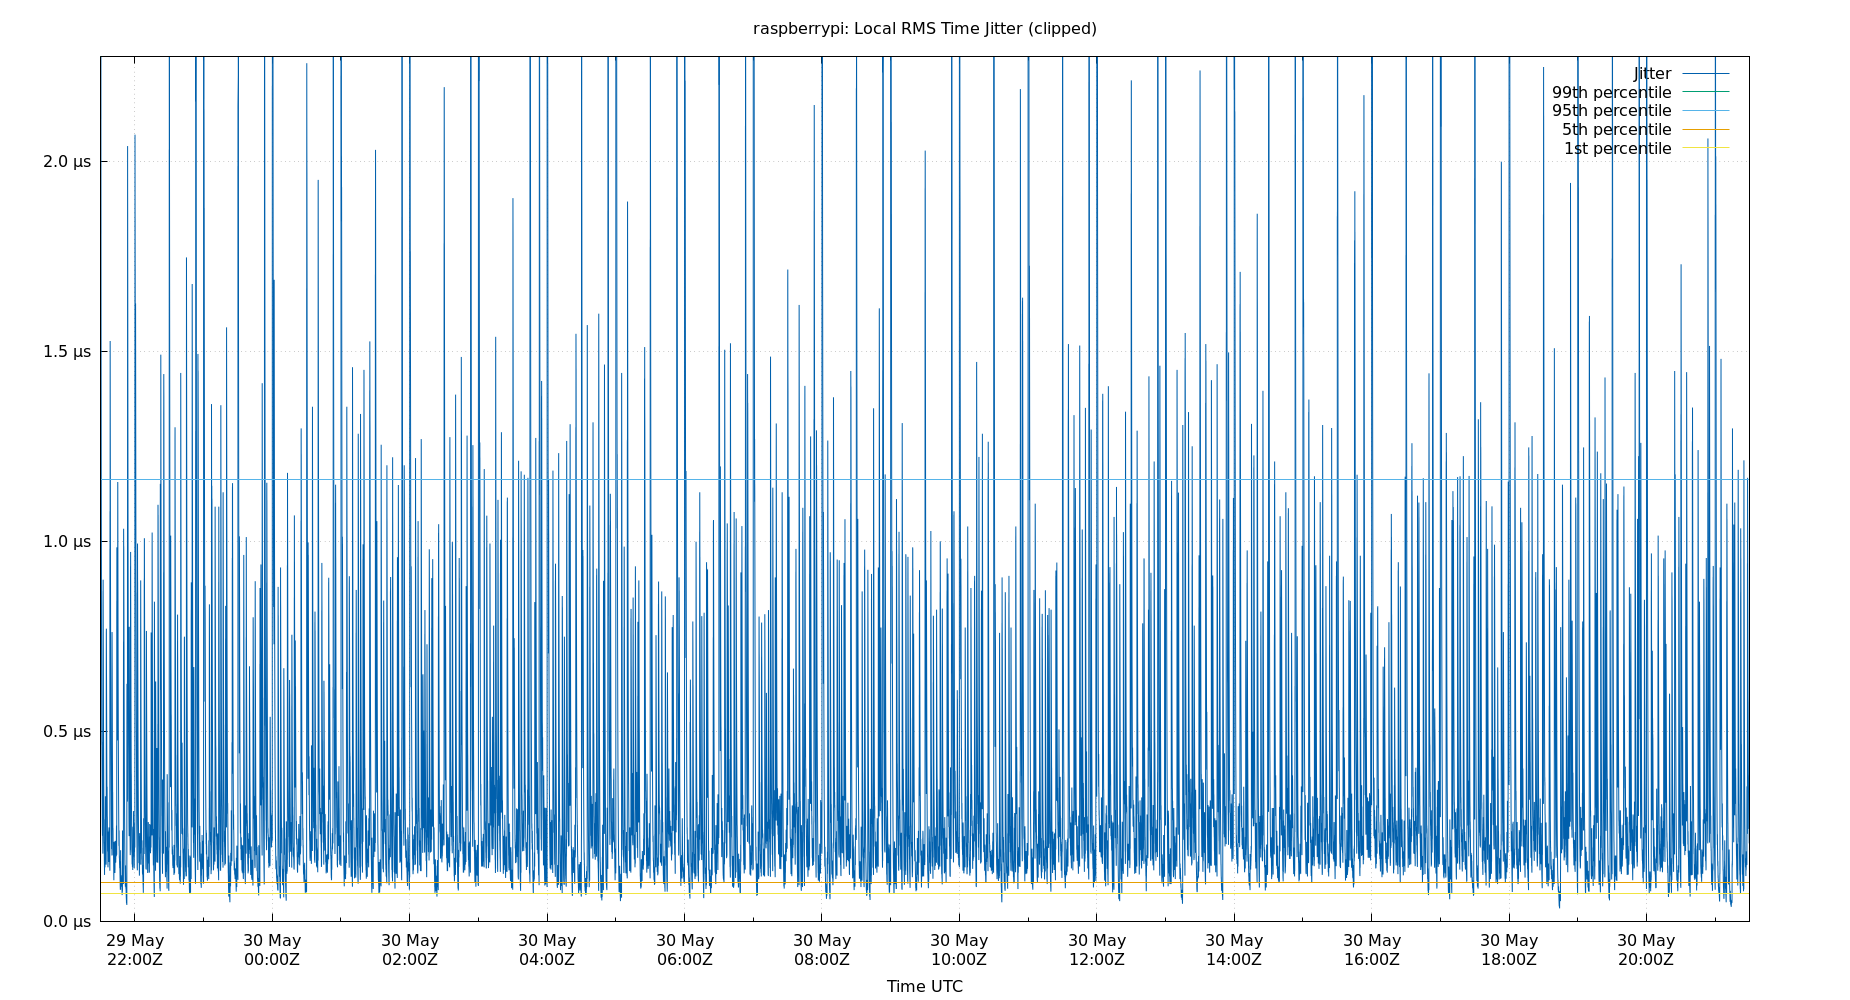 raspberrypi: Local RMS Time Jitter (clipped)
Jitter
99th percentile
95th percentile
5th percentile
1st percentile
2.0 µs
1.5 µs
1.0 µs
0.5 µs
0.0 µs
29 May 30 May 30 May 30 May 30 May 30 May 30 May 30 May 30 May 30 May 30 May 30 May
22:00Z 00:00Z 02:00Z 04:00Z 06:00Z 08:00Z 10:00Z 12:00Z 14:00Z 16:00Z 18:00Z 20:00Z
Time UTC